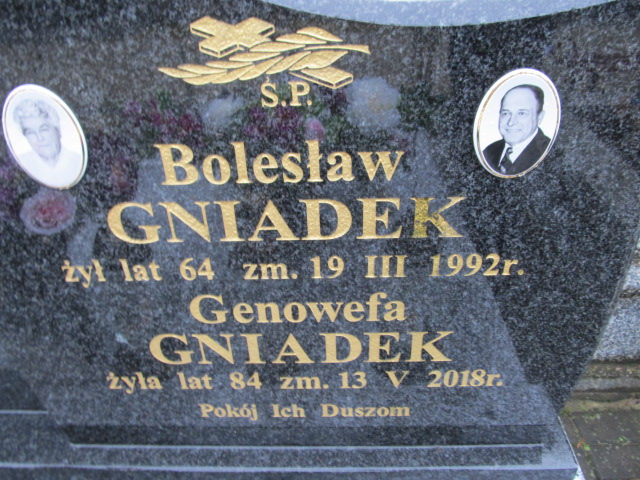 Ś.P.
Bolesław
GNIADEK
żył lat 64 zm. 19 III 1992r.
Genowefa
GNIADEK
żyła lat 84 zm. 13 V 2018r.
Pokój Ich Duszom